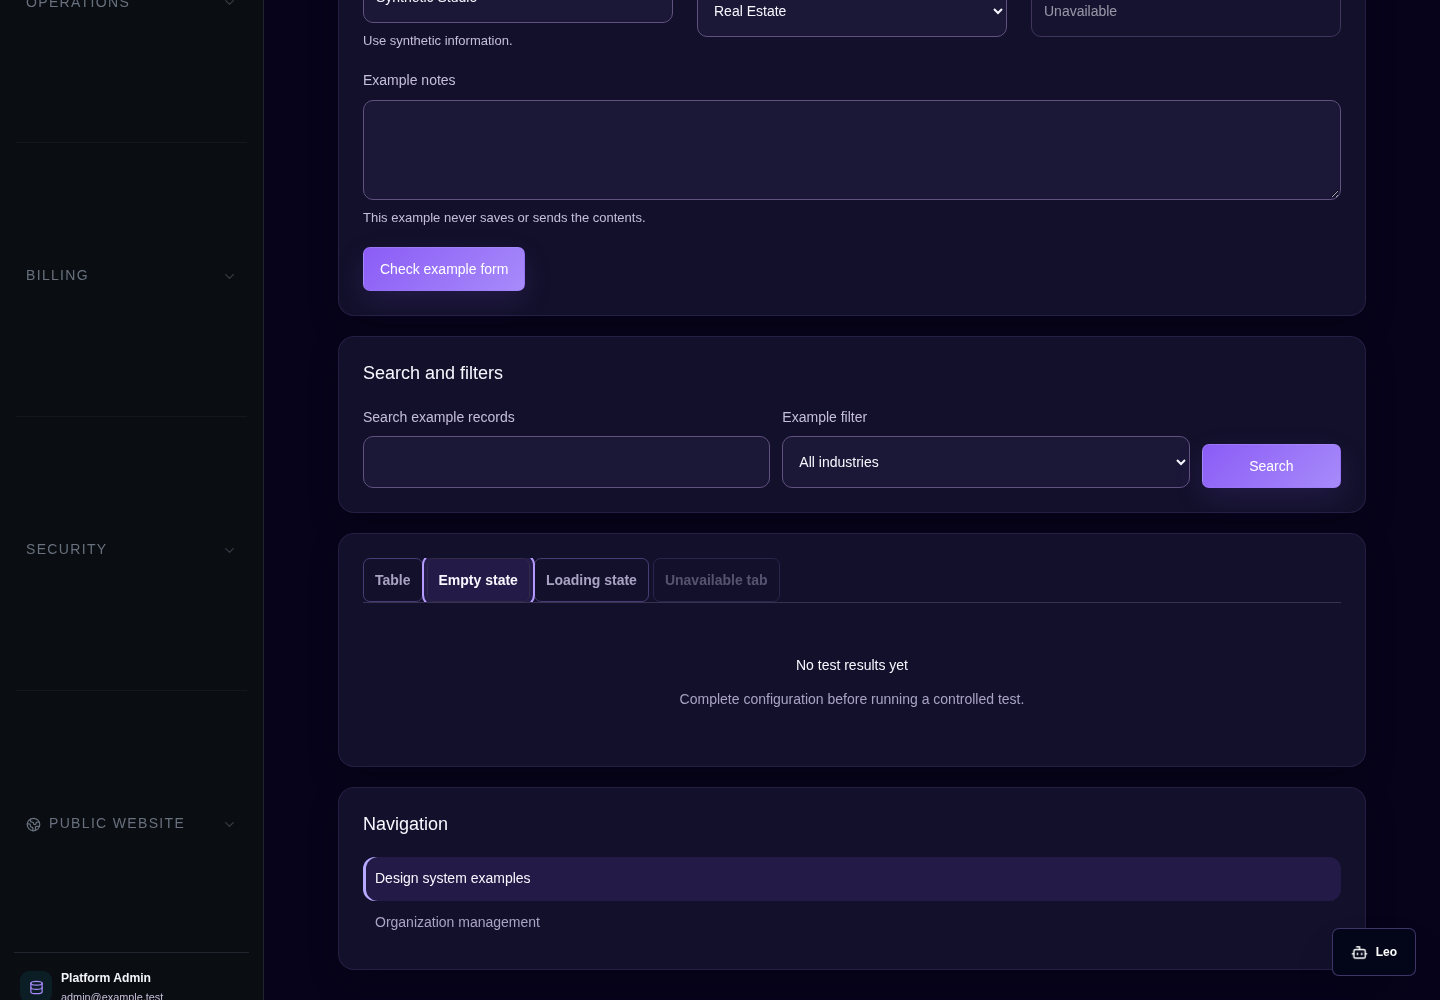 OPERATIONS
BILLING
SECURITY
PUBLIC WEBSITE
Platform Admin
admin@example.test
Synthetic Studio
Real Estate
Unavailable
Use synthetic information.
Example notes
This example never saves or sends the contents.
Check example form
Search and filters
Search example records
Example filter
All industries
Search
Table
Empty state
Loading state
Unavailable tab
No test results yet
Complete configuration before running a controlled test.
Navigation
Design system examples
Organization management
Leo